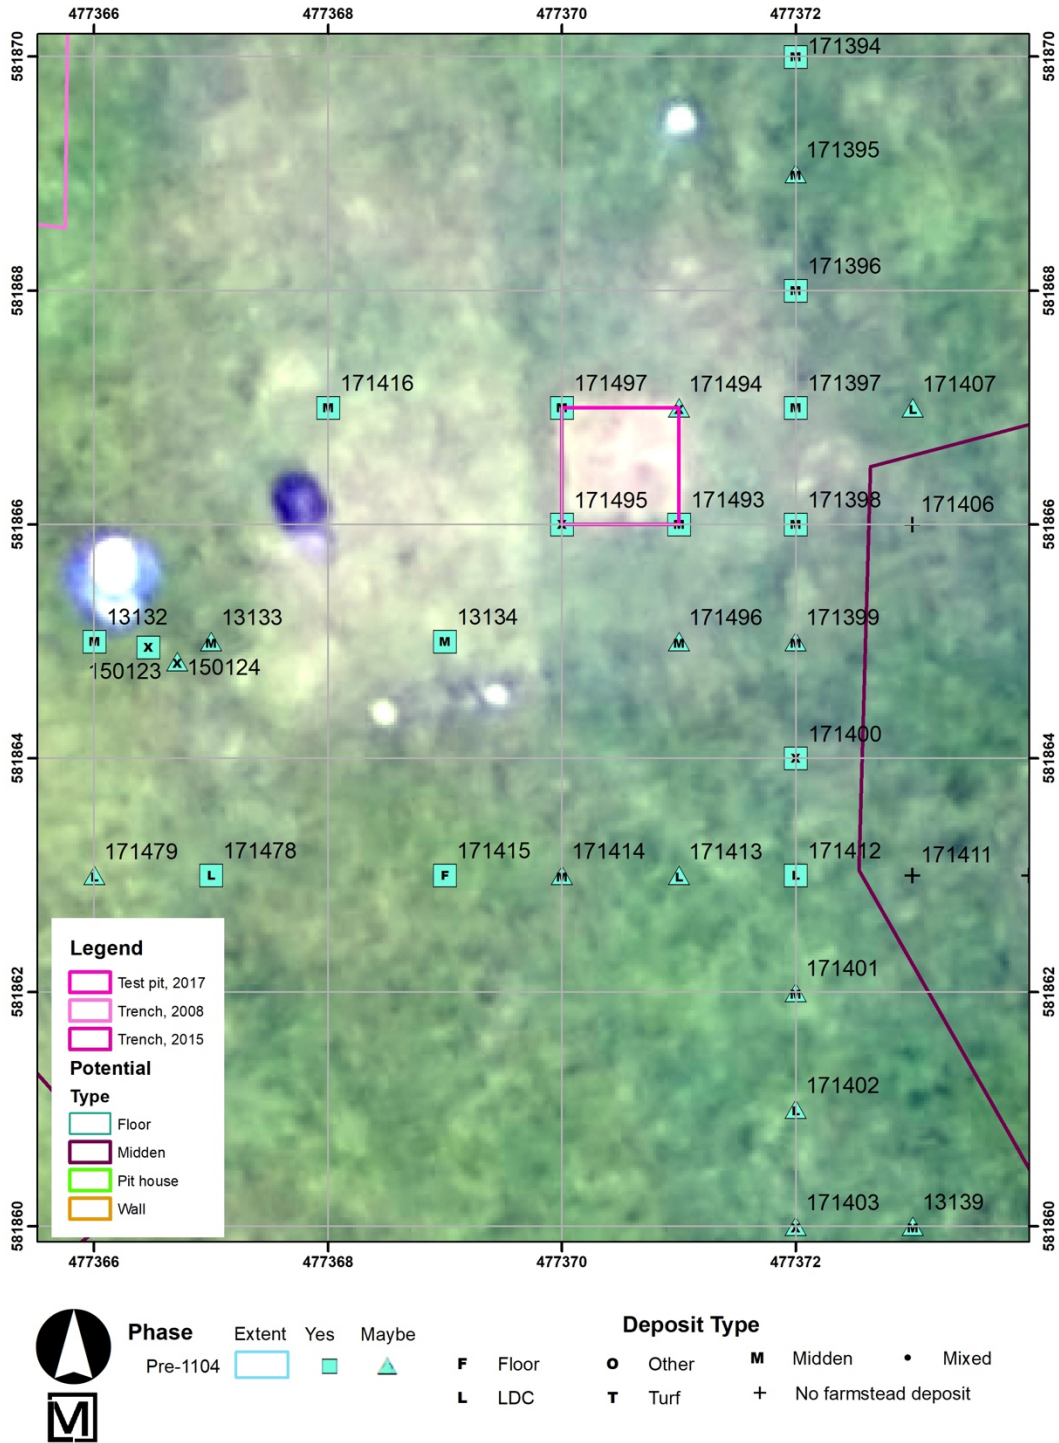 477366 477368 477370 477372
581870 171394 581870
M
171395
M
171396
581868 M 581868
171416 171497 171494 171397 171407
M M X M L
171495 171493 171398 171406
581866 X M M + 581866
13132 13133 13134 171496 171399
M X M M M M
150123 X 150124
171400
581864 X 581864
171479 171478 171415 171414 171413 171412 171411
L L F M L L +
Legend
171401
Test pit, 2017
581862 M 581862
Trench, 2008
Trench, 2015
Potential
Type
171402
L
Floor
Midden
Pit house
171403 13139
Wall
581860 X M 581860
477366 477368 477370 477372
Phase Extent Yes Maybe
Pre-1104
Deposit Type
F Floor O Other M Midden • Mixed
L LDC T Turf + No farmstead deposit
M